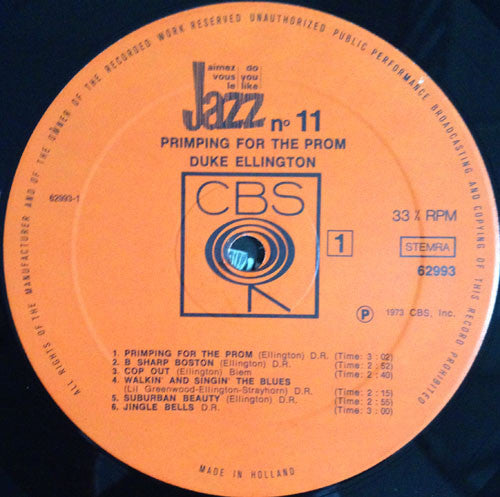 ALL RIGHTS OF THE MANUFACTURER AND OF THE OWNER OF THE RECORDED WORK RESERVED UNAUTHORIZED PUBLIC PERFORMANCE BROADCASTING AND COPYING OF THIS RECORD PROHIBITED
aimez do
vous you
le like
Jazz nº 11
PRIMPING FOR THE PROM
DUKE ELLINGTON
62993-1
CBS
33⅓ RPM
1
STEMRA
62993
Ⓟ 1973 CBS, Inc.
1. PRIMPING FOR THE PROM (Ellington) D.R. (Time: 3 : 02)
2. B SHARP BOSTON (Ellington) D.R. (Time: 2 : 52)
3. COP OUT (Ellington) Biem (Time: 2 : 40)
4. WALKIN' AND SINGIN' THE BLUES
(Lil Greenwood-Ellington-Strayhorn) D.R. (Time: 2 : 15)
5. SUBURBAN BEAUTY (Ellington) D.R. (Time: 2 : 55)
6. JINGLE BELLS D.R. (Time: 3 : 00)
MADE IN HOLLAND